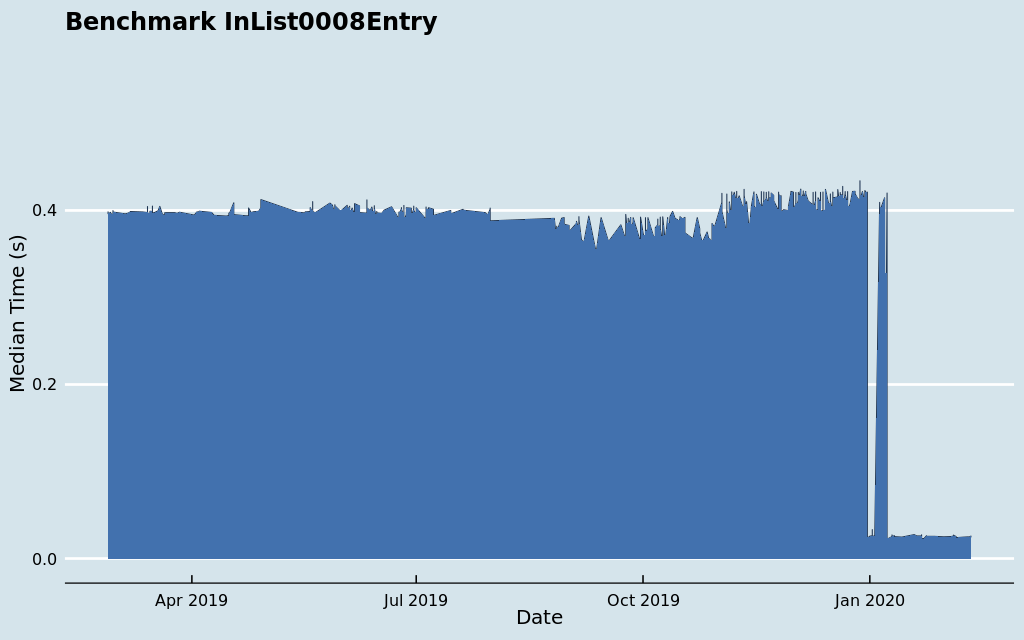 Benchmark InList0008Entry
Median Time (s)
0.4
0.2
0.0
Apr 2019
Jul 2019
Oct 2019
Jan 2020
Date